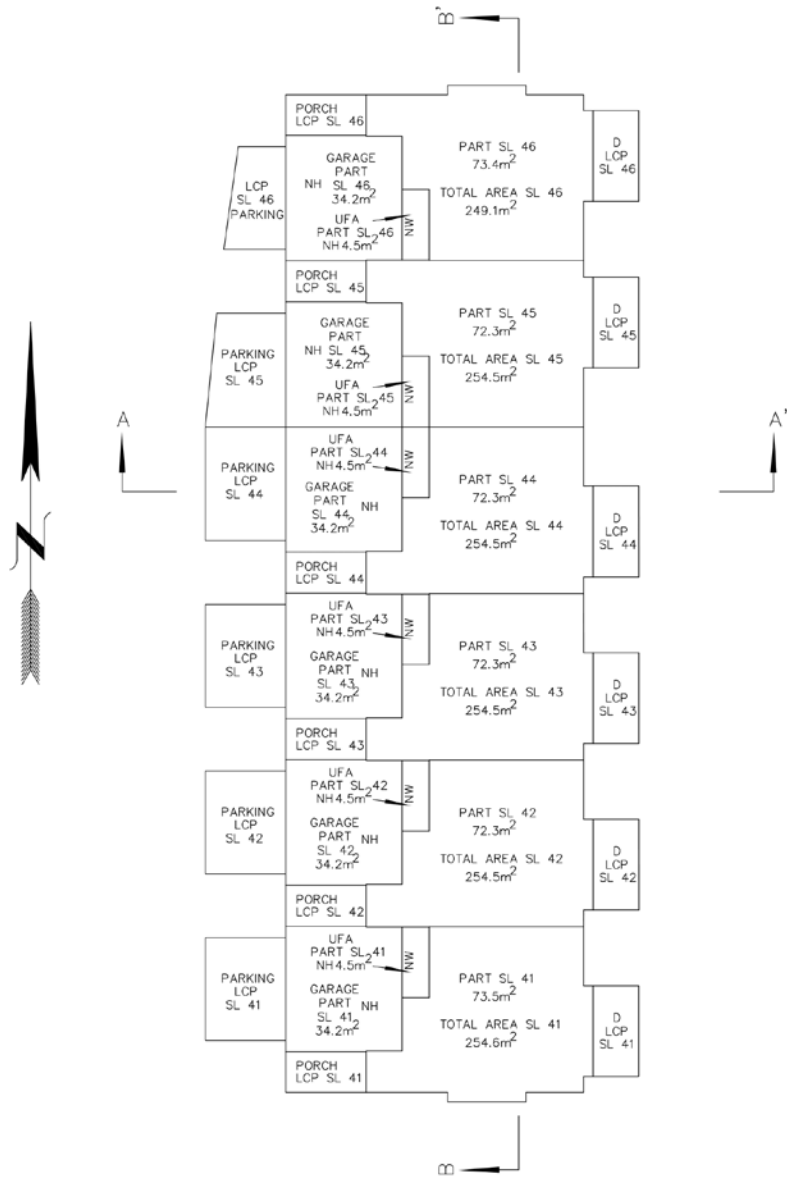 B'
PORCH
LCP SL 46
GARAGE
PART
NH SL 46
34.2m²
UFA
PART SL 46
NH 4.5m²
NW
LCP
SL 46
PARKING
PART SL 46
73.4m²
TOTAL AREA SL 46
249.1m²
D
LCP
SL 46
PORCH
LCP SL 45
GARAGE
PART
NH SL 45
34.2m²
UFA
PART SL 45
NH 4.5m²
NW
PARKING
LCP
SL 45
PART SL 45
72.3m²
TOTAL AREA SL 45
254.5m²
D
LCP
SL 45
A
A'
N
PARKING
LCP
SL 44
UFA
PART SL 44
NH 4.5m²
NW
GARAGE
PART NH
SL 44
34.2m²
PORCH
LCP SL 44
PART SL 44
72.3m²
TOTAL AREA SL 44
254.5m²
D
LCP
SL 44
PARKING
LCP
SL 43
UFA
PART SL 43
NH 4.5m²
NW
GARAGE
PART NH
SL 43
34.2m²
PORCH
LCP SL 43
PART SL 43
72.3m²
TOTAL AREA SL 43
254.5m²
D
LCP
SL 43
PARKING
LCP
SL 42
UFA
PART SL 42
NH 4.5m²
NW
GARAGE
PART NH
SL 42
34.2m²
PORCH
LCP SL 42
PART SL 42
72.3m²
TOTAL AREA SL 42
254.5m²
D
LCP
SL 42
PARKING
LCP
SL 41
UFA
PART SL 41
NH 4.5m²
NW
GARAGE
PART NH
SL 41
34.2m²
PORCH
LCP SL 41
PART SL 41
73.5m²
TOTAL AREA SL 41
254.6m²
D
LCP
SL 41
B